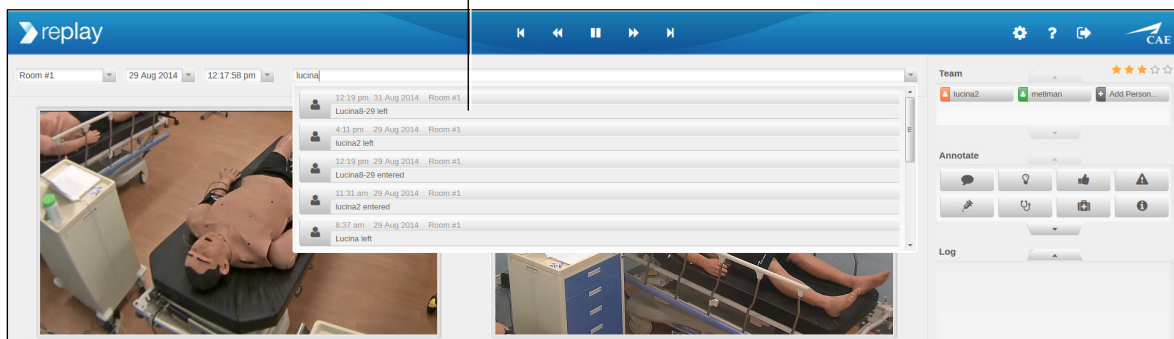 replay
CAE
Room #1
29 Aug 2014
12:17:58 pm
lucina
12:19 pm 31 Aug 2014 Room #1
Lucina8-29 left
4:11 pm 29 Aug 2014 Room #1
lucina2 left
12:19 pm 29 Aug 2014 Room #1
Lucina8-29 entered
11:31 am 29 Aug 2014 Room #1
lucina2 entered
8:37 am 29 Aug 2014 Room #1
Lucina left
Team
lucina2
metiman
Add Person...
Annotate
Log